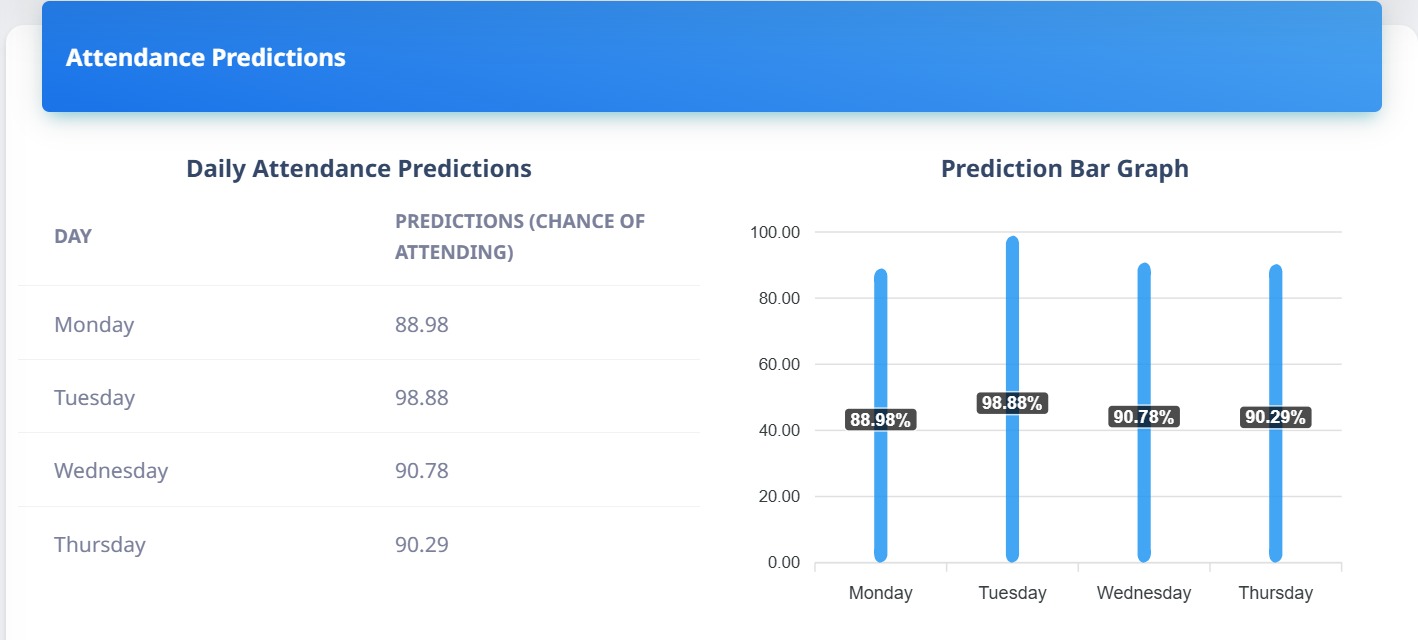 Attendance Predictions
Daily Attendance Predictions
DAY
PREDICTIONS (CHANCE OF
ATTENDING)
Monday 88.98
Tuesday 98.88
Wednesday 90.78
Thursday 90.29
Prediction Bar Graph
100.00
80.00
60.00
40.00
20.00
0.00
88.98% 98.88% 90.78% 90.29%
Monday Tuesday Wednesday Thursday